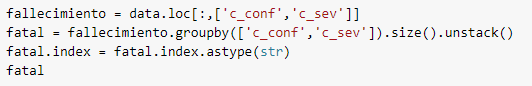 fallecimiento = data.loc[:,['c_conf','c_sev']]
fatal = fallecimiento.groupby(['c_conf','c_sev']).size().unstack()
fatal.index = fatal.index.astype(str)
fatal